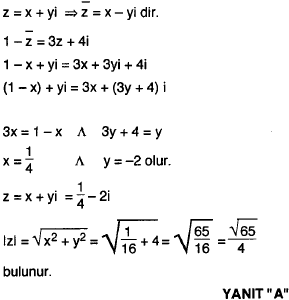 z = x + yi ⇒ z̅ = x – yi dir.
1 – z̅ = 3z + 4i
1 – x + yi = 3x + 3yi + 4i
(1 – x) + yi = 3x + (3y + 4) i
3x = 1 – x Λ 3y + 4 = y
x = 1/4 Λ y = –2 olur.
z = x + yi = 1/4 – 2i
IzI = √(x² + y²) = √(1/16 + 4) = √(65/16) = √65/4
bulunur.
YANIT "A"